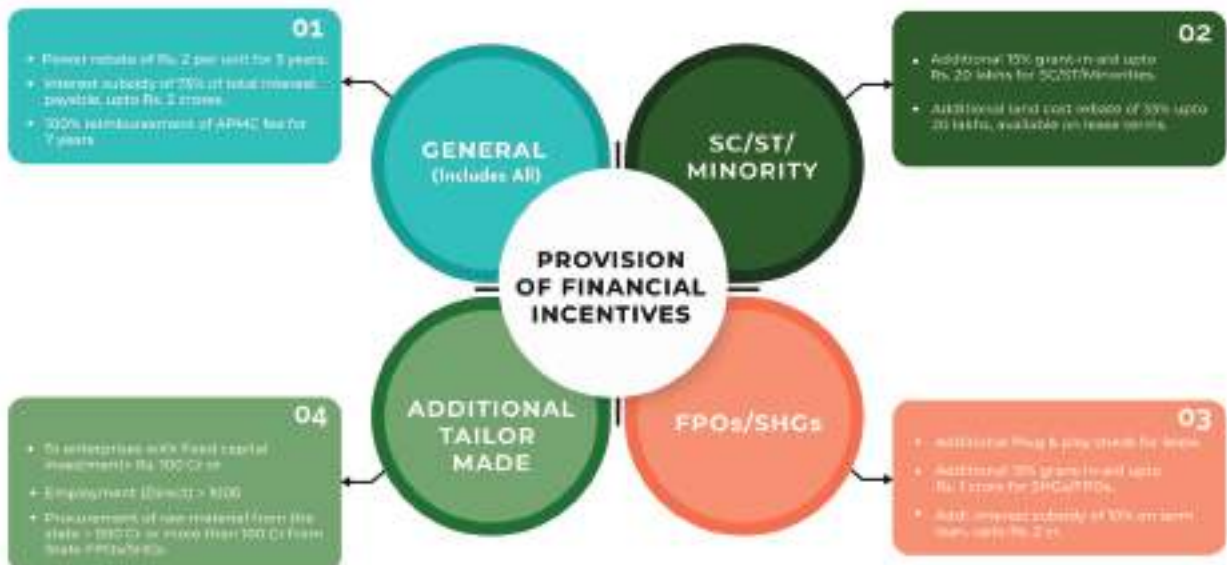 01
Power rebate of Rs. 2 per unit for 5 years.
Interest subsidy of 75% of total interest
payable, upto Rs. 2 crores.
100% reimbursement of APMC fee for
7 years
02
Additional 15% grant-in-aid upto
Rs. 20 lakhs for SC/ST/Minorities.
Additional land cost rebate of 33% upto
20 lakhs, available on lease terms.
GENERAL
(Includes All)
SC/ST/
MINORITY
PROVISION
OF FINANCIAL
INCENTIVES
ADDITIONAL
TAILOR
MADE
FPOs/SHGs
04
To enterprises with fixed capital
investment> Rs. 100 Cr or
Employment (Direct) > 1000
Procurement of raw material from the
state > or more than 100 Cr from
State FPOs/SHGs
03
Additional Plug & play sheds for lease.
Additional 15% grant-in-aid upto
Rs. 1 crore for SHGs/FPOs.
Addl. interest subsidy of 10% on term
loan, upto Rs. 2 cr.